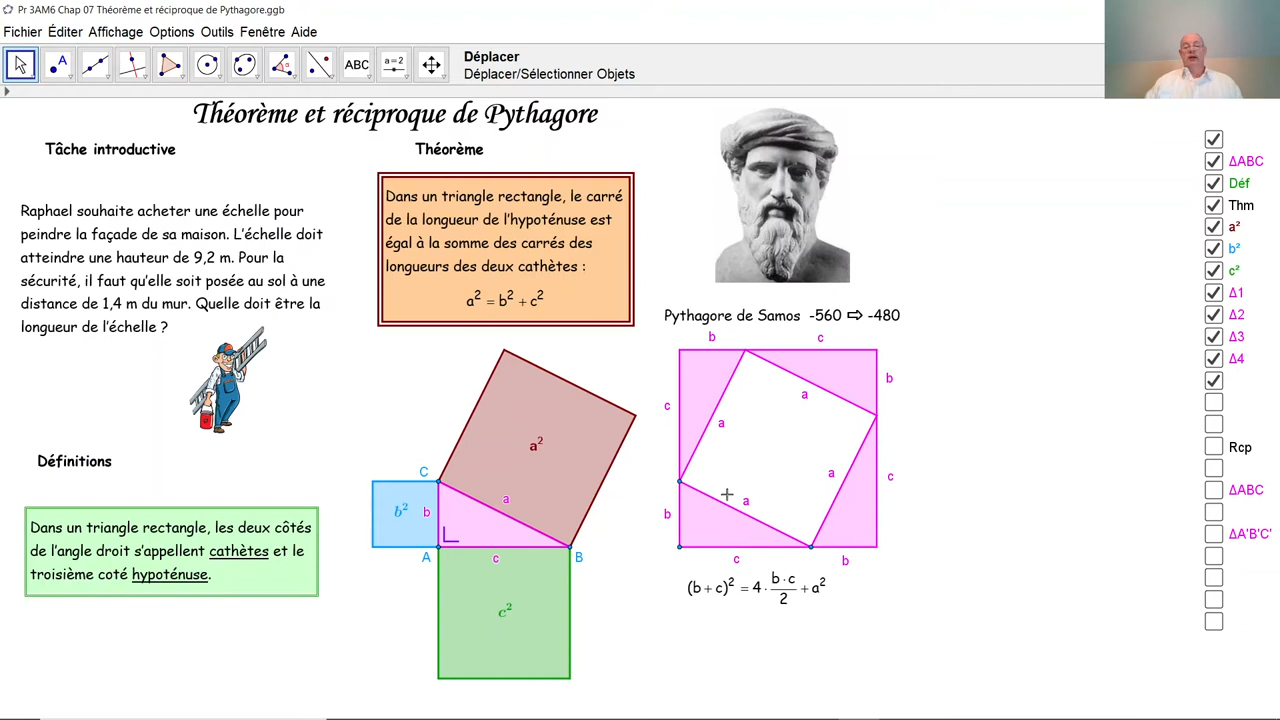 Pr 3AM6 Chap 07 Théorème et réciproque de Pythagore.ggb
Fichier Éditer Affichage Options Outils Fenêtre Aide
A
ABC
a=2
Déplacer
Déplacer/Sélectionner Objets
Théorème et réciproque de Pythagore
Tâche introductive
Raphael souhaite acheter une échelle pour
peindre la façade de sa maison. L'échelle doit
atteindre une hauteur de 9,2 m. Pour la
sécurité, il faut qu'elle soit posée au sol à une
distance de 1,4 m du mur. Quelle doit être la
longueur de l'échelle ?
Définitions
Dans un triangle rectangle, les deux côtés
de l'angle droit s'appellent cathètes et le
troisième coté hypoténuse.
Théorème
Dans un triangle rectangle, le carré
de la longueur de l'hypoténuse est
égal à la somme des carrés des
longueurs des deux cathètes :
a² = b² + c²
a²
C
b²
b
a
A
c
B
c²
Pythagore de Samos -560 ⇨ -480
b
c
b
c
a
a
a
c
b
a
c
b
(b + c)² = 4 · b · c / 2 + a²
ΔABC
Déf
Thm
a²
b²
c²
Δ1
Δ2
Δ3
Δ4
Rcp
ΔABC
ΔA'B'C'